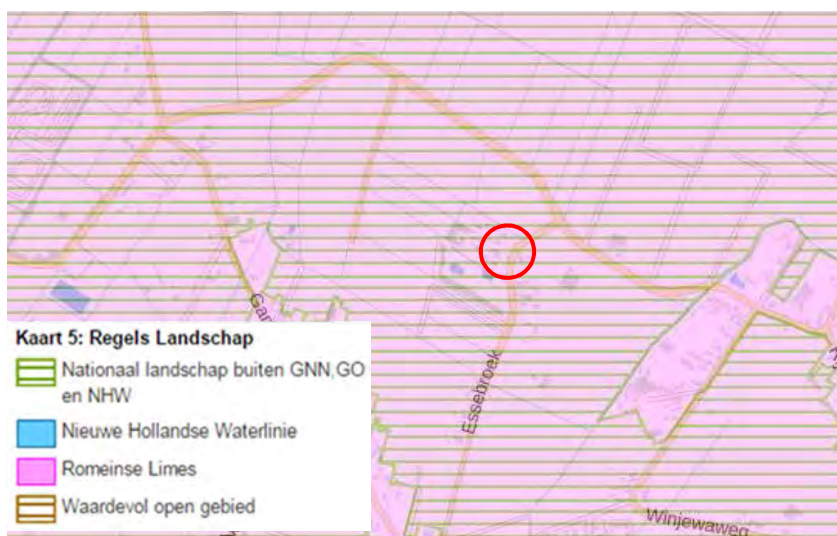 Essebroek
Winjewaweg
Kaart 5: Regels Landschap
Nationaal landschap buiten GNN,GO
en NHW
Nieuwe Hollandse Waterlinie
Romeinse Limes
Waardevol open gebied